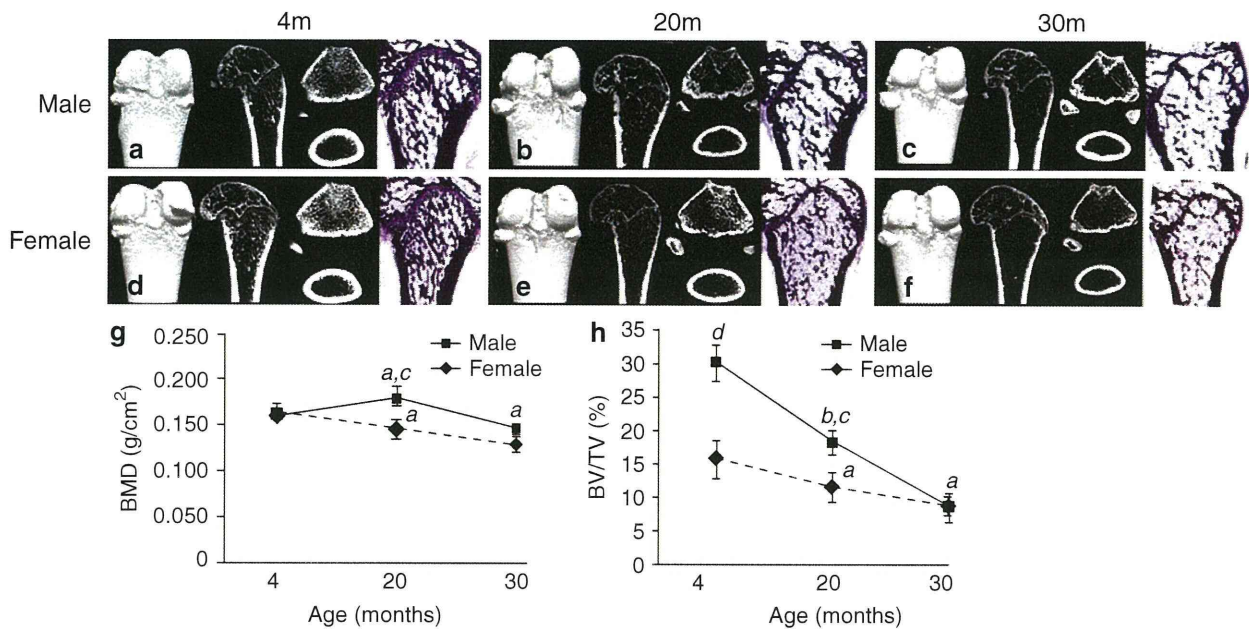 4m 20m 30m
Male
a b c
Female
d e f
g
0.250
0.200
0.150
0.100
0.050
0
BMD (g/cm²)
Male
Female
a,c
a
a
4 20 30
Age (months)
h
35
30
25
20
15
10
5
0
BV/TV (%)
Male
Female
d
b,c
a
a
4 20 30
Age (months)